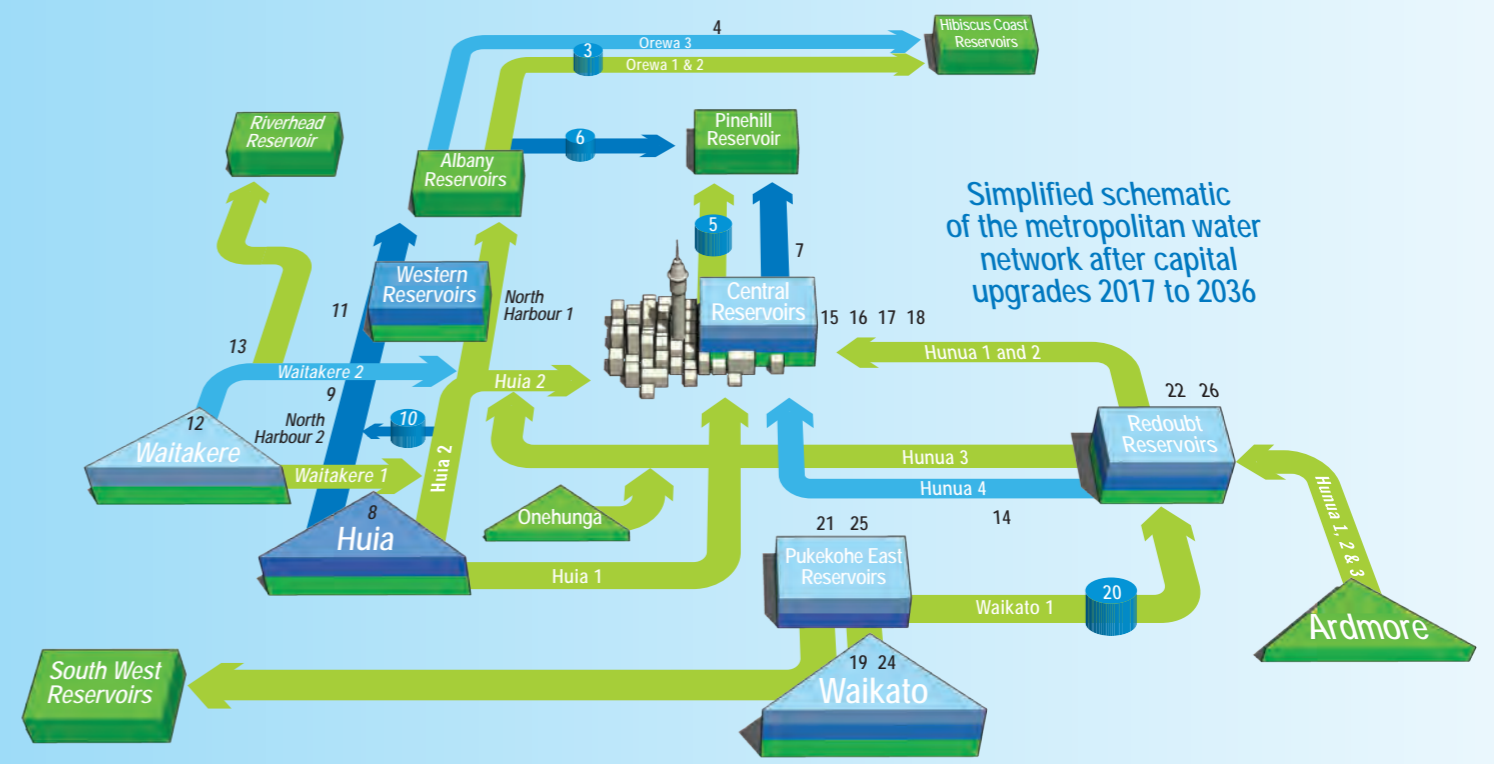 4
Orewa 3
3
Orewa 1 & 2
Hibiscus Coast
Reservoirs
Riverhead
Reservoir
Albany
Reservoirs
6
Pinehill
Reservoir
Simplified schematic
of the metropolitan water
network after capital
upgrades 2017 to 2036
5
7
Western
Reservoirs
North
Harbour 1
11
Central
Reservoirs
15 16 17 18
13
Waitakere 2
Huia 2
Hunua 1 and 2
9
North
Harbour 2
10
12
Waitakere
Waitakere 1
Huia 2
22 26
Redoubt
Reservoirs
Hunua 3
Hunua 4
14
Hunua 1, 2 & 3
8
Huia
Onehunga
Huia 1
21 25
Pukekohe East
Reservoirs
Waikato 1
20
Ardmore
19 24
Waikato
South West
Reservoirs